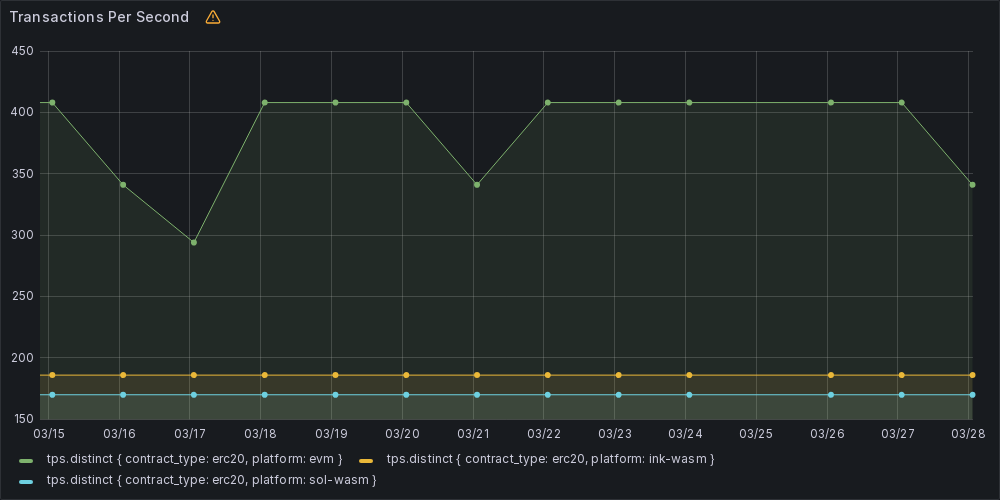 Transactions Per Second
450
400
350
300
250
200
150
03/15 03/16 03/17 03/18 03/19 03/20 03/21 03/22 03/23 03/24 03/25 03/26 03/27 03/28
tps.distinct { contract_type: erc20, platform: evm } tps.distinct { contract_type: erc20, platform: ink-wasm }
tps.distinct { contract_type: erc20, platform: sol-wasm }